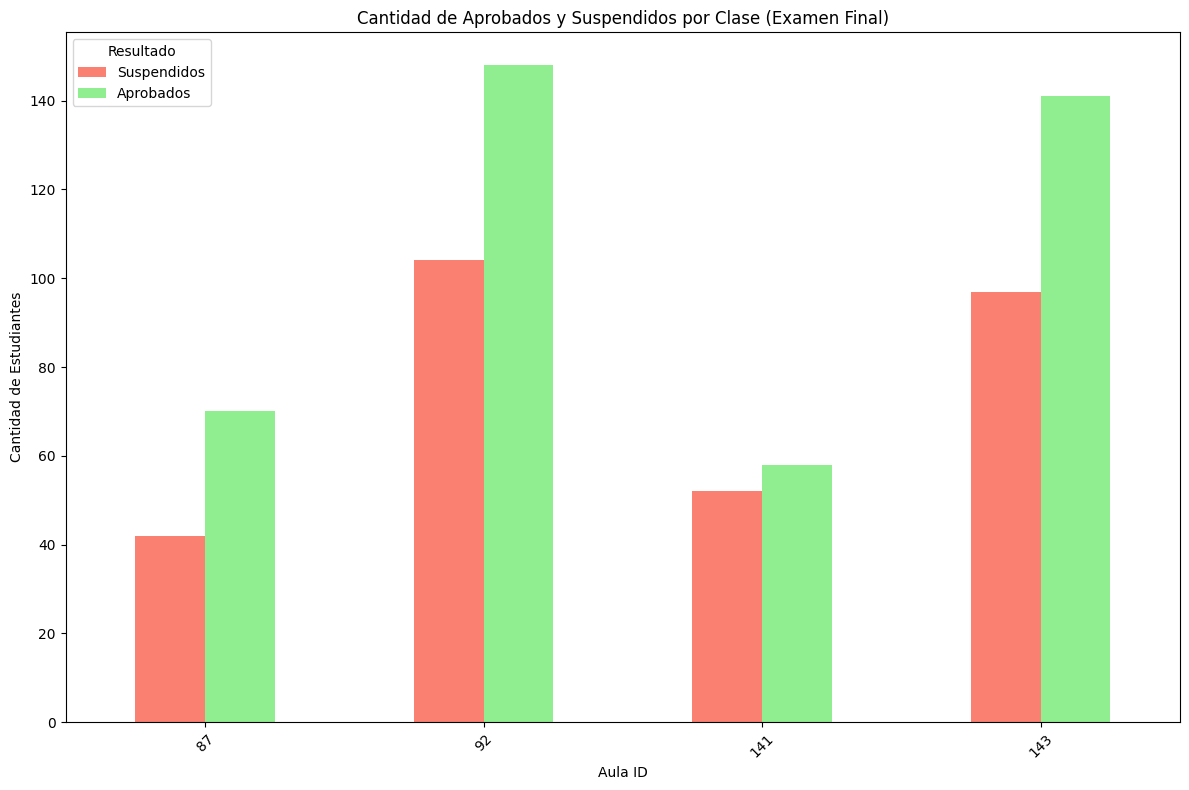 Cantidad de Aprobados y Suspendidos por Clase (Examen Final)
Resultado
Suspendidos
Aprobados
Cantidad de Estudiantes
140
120
100
80
60
40
20
0
87
92
141
143
Aula ID